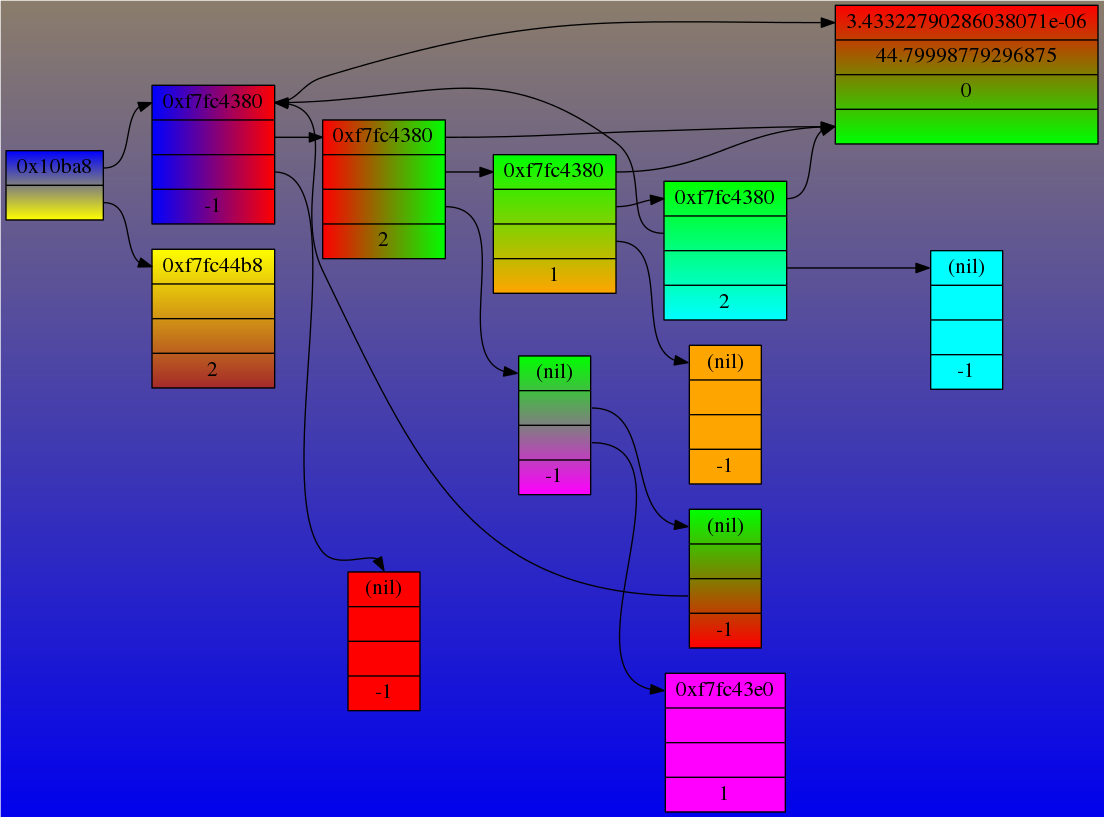 3.43322790286038071e-06
44.79998779296875
0
0x10ba8
0xf7fc4380
-1
0xf7fc44b8
2
0xf7fc4380
2
0xf7fc4380
1
0xf7fc4380
2
(nil)
-1
(nil)
-1
(nil)
-1
(nil)
-1
(nil)
-1
0xf7fc43e0
1